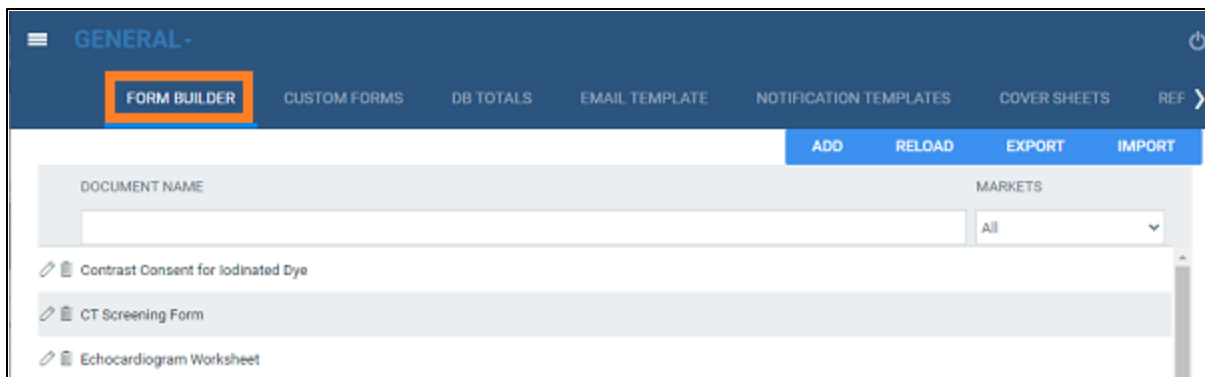 GENERAL-
FORM BUILDER CUSTOM FORMS DB TOTALS EMAIL TEMPLATE NOTIFICATION TEMPLATES COVER SHEETS REF
ADD RELOAD EXPORT IMPORT
DOCUMENT NAME MARKETS
All
Contrast Consent for Iodinated Dye
CT Screening Form
Echocardiogram Worksheet